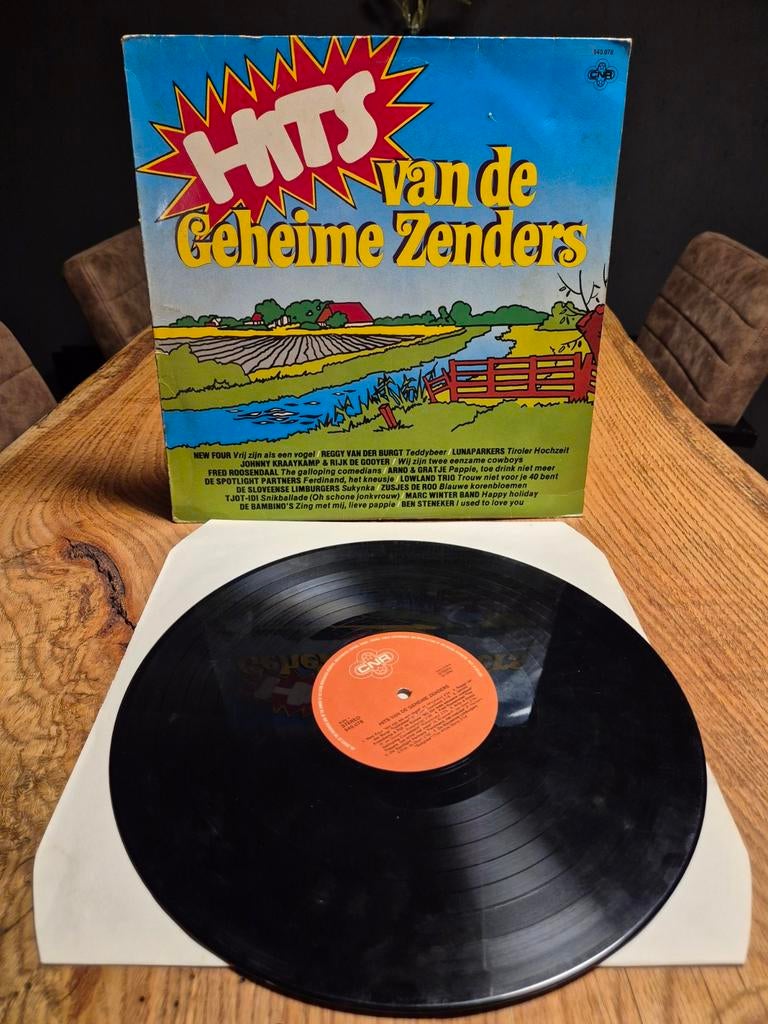 540.078
CNR
HITS
van de
Geheime Zenders
NEW FOUR Vrij zijn als een vogel / REGGY VAN DER BURGT Teddybeer / LUNAPARKERS Tiroler Hochzeit
JOHNNY KRAAYKAMP & RIJK DE GOOYER / Wij zijn twee eenzame cowboys
FRED ROOSENDAAL The galloping comedians / ARNO & GRATJE Pappie, toe drink niet meer
DE SPOTLIGHT PARTNERS Ferdinand, het kneusje / LOWLAND TRIO Trouw niet voor je 40 bent
DE SLOVEENSE LIMBURGERS Sukynka / ZUSJES DE ROO Blauwe korenbloemen
TJOT-IDI Snikballade (Oh schone jonkvrouw) / MARC WINTER BAND Happy holiday
DE BAMBINO'S Zing met mij, lieve pappie / BEN STENEKER I used to love you
CNR
STEREO
540.078
HITS VAN DE GEHEIME ZENDERS